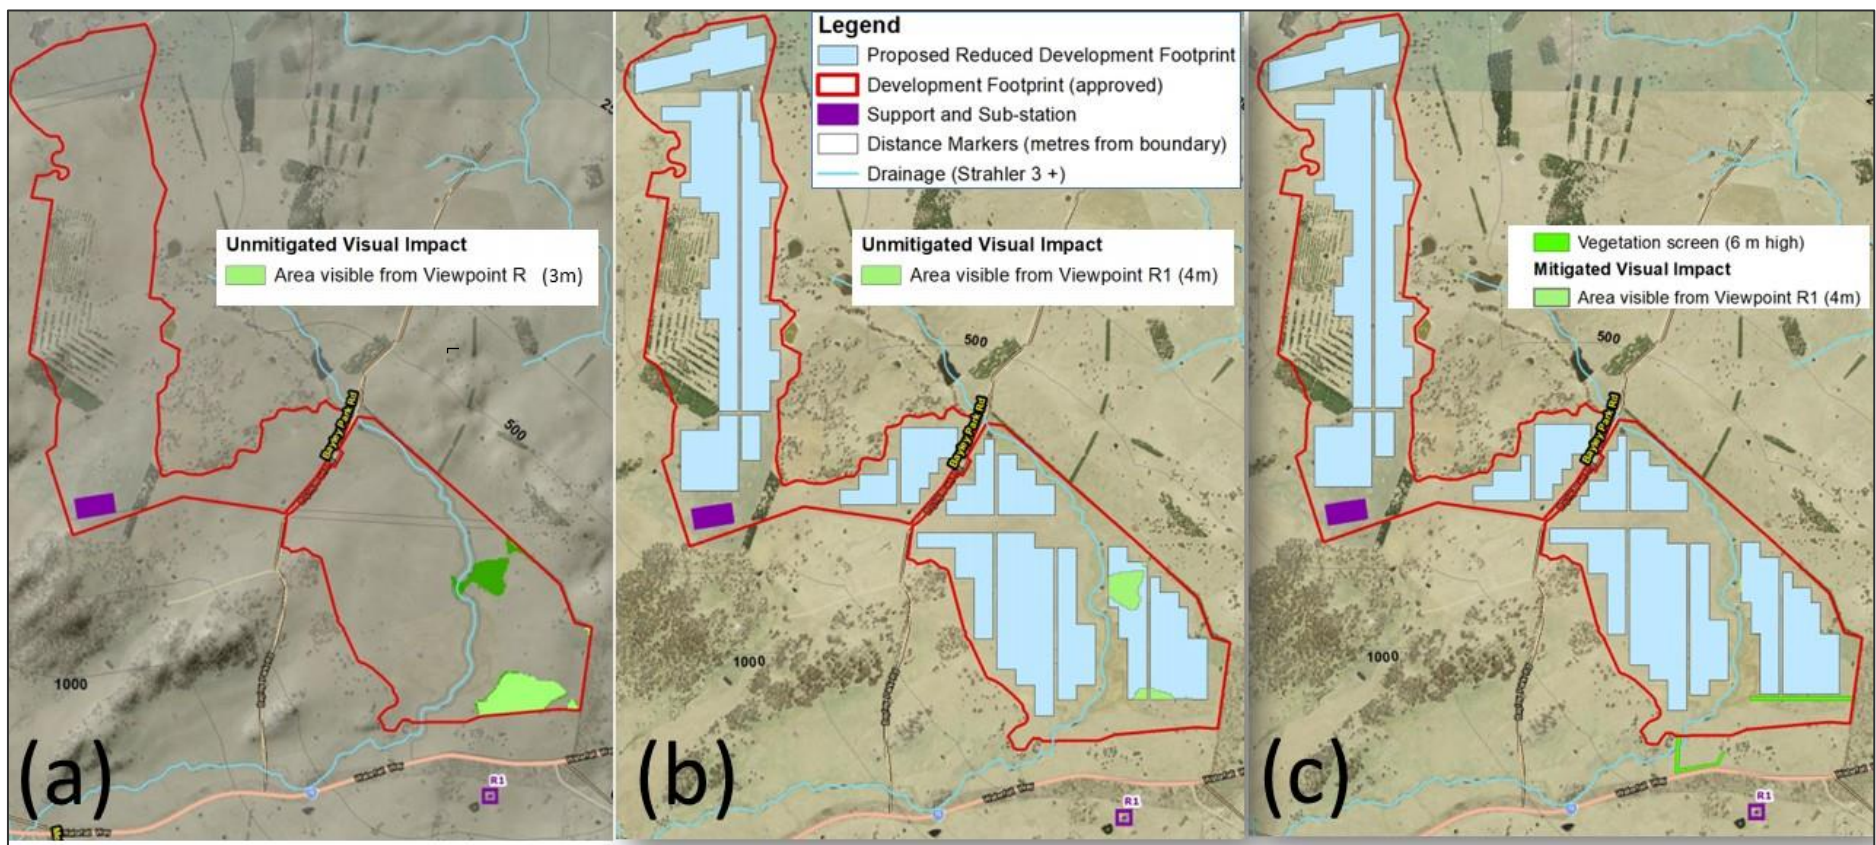 Unmitigated Visual Impact
Area visible from Viewpoint R (3m)
Bayley Park Rd
500
1000
R1
(a)
Legend
Proposed Reduced Development Footprint
Development Footprint (approved)
Support and Sub-station
Distance Markers (metres from boundary)
Drainage (Strahler 3 +)
Unmitigated Visual Impact
Area visible from Viewpoint R1 (4m)
500
Bayley Park Rd
1000
R1
(b)
Vegetation screen (6 m high)
Mitigated Visual Impact
Area visible from Viewpoint R1 (4m)
500
Bayley Park Rd
1000
R1
(c)